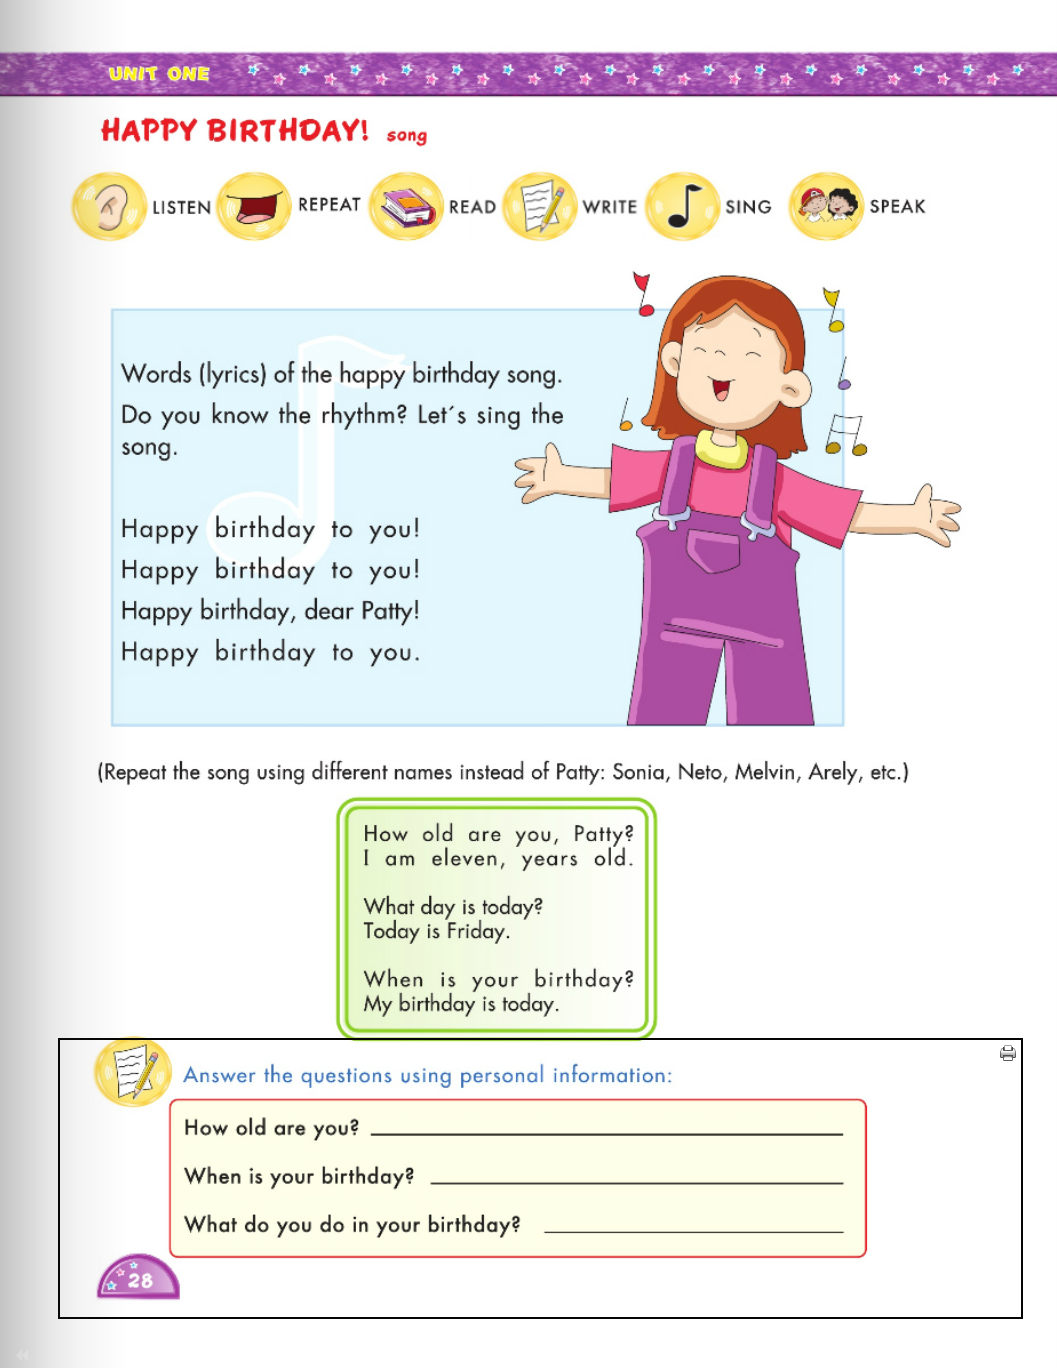 UNIT ONE
HAPPY BIRTHDAY! song
LISTEN REPEAT READ WRITE SING SPEAK
Words (lyrics) of the happy birthday song.
Do you know the rhythm? Let´s sing the
song.
Happy birthday to you!
Happy birthday to you!
Happy birthday, dear Patty!
Happy birthday to you.
(Repeat the song using different names instead of Patty: Sonia, Neto, Melvin, Arely, etc.)
How old are you, Patty?
I am eleven, years old.
What day is today?
Today is Friday.
When is your birthday?
My birthday is today.
Answer the questions using personal information:
How old are you?
When is your birthday?
What do you do in your birthday?
28